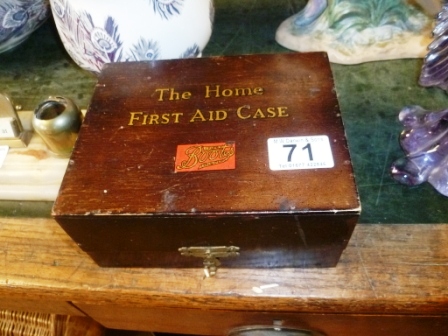 The Home
First Aid Case
Boots
71